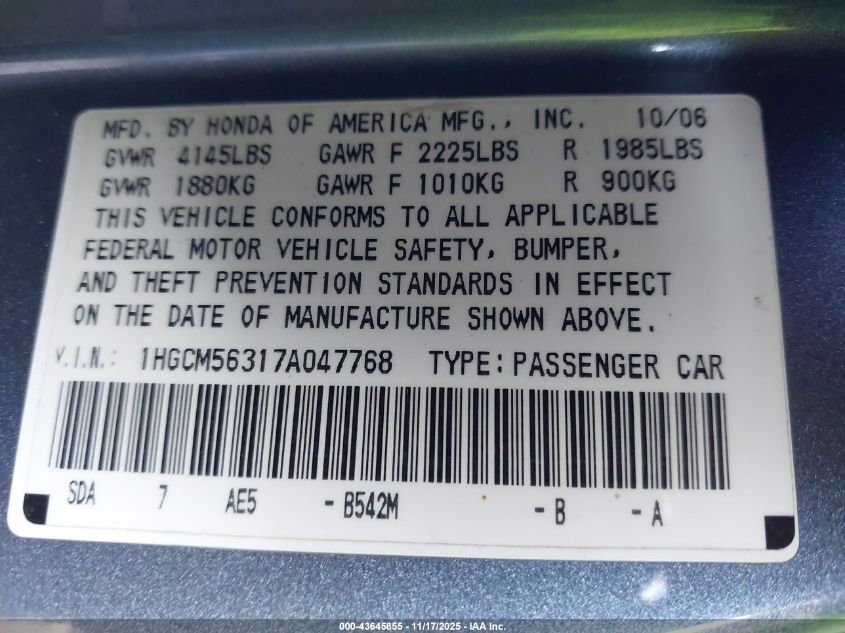 MFD. BY HONDA OF AMERICA MFG., INC. 10/06
GVWR 4145LBS GAWR F 2225LBS R 1985LBS
GVWR 1880KG GAWR F 1010KG R 900KG
THIS VEHICLE CONFORMS TO ALL APPLICABLE
FEDERAL MOTOR VEHICLE SAFETY, BUMPER,
AND THEFT PREVENTION STANDARDS IN EFFECT
ON THE DATE OF MANUFACTURE SHOWN ABOVE.
V.I.N.: 1HGCM56317A047768 TYPE: PASSENGER CAR
SDA 7 AE5 - B542M - B - A
000-43645855 - 11/17/2025 - IAA Inc.